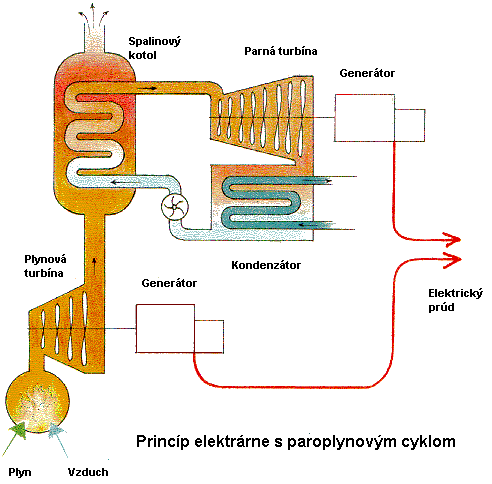 Spalinový
kotol
Parná turbína
Generátor
Plynová
turbína
Generátor
Kondenzátor
Elektrický
prúd
Princíp elektrárne s paroplynovým cyklom
Plyn
Vzduch